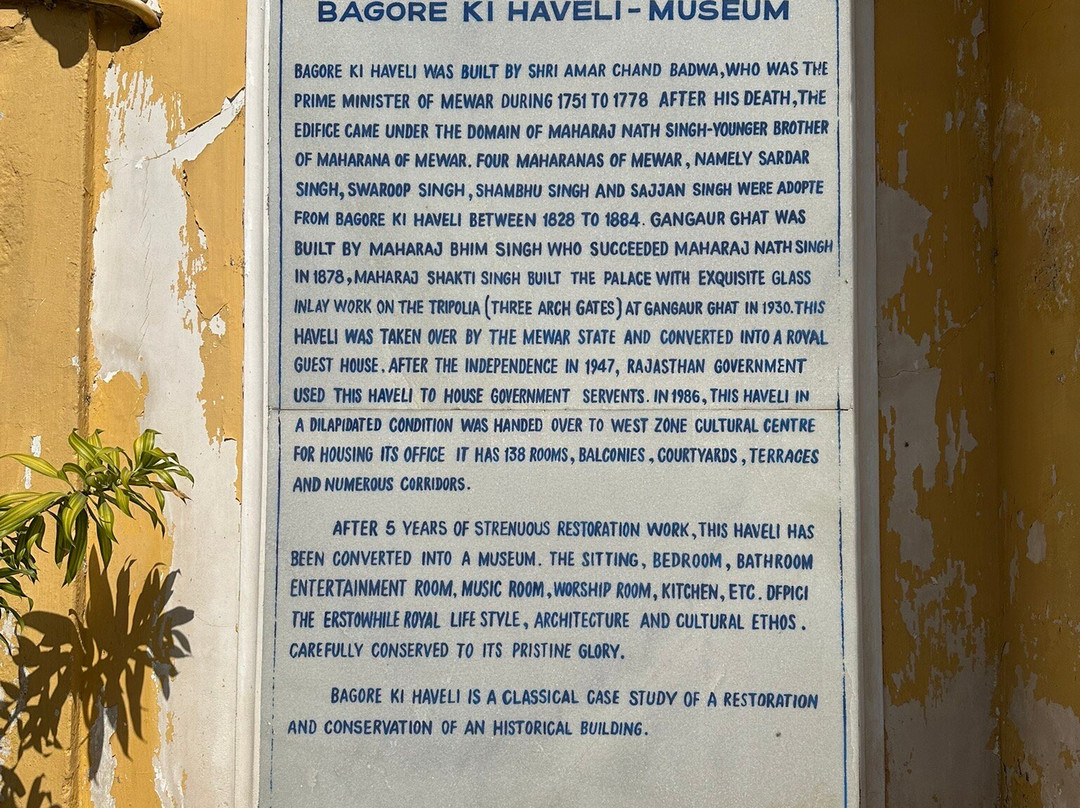 BAGORE KI HAVELI - MUSEUM
BAGORE KI HAVELI WAS BUILT BY SHRI AMAR CHAND BADWA, WHO WAS THE
PRIME MINISTER OF MEWAR DURING 1751 TO 1778 AFTER HIS DEATH, THE
EDIFICE CAME UNDER THE DOMAIN OF MAHARAJ NATH SINGH-YOUNGER BROTHER
OF MAHARANA OF MEWAR. FOUR MAHARANAS OF MEWAR, NAMELY SARDAR
SINGH, SWAROOP SINGH, SHAMBHU SINGH AND SAJJAN SINGH WERE ADOPTE
FROM BAGORE KI HAVELI BETWEEN 1828 TO 1884. GANGAUR GHAT WAS
BUILT BY MAHARAJ BHIM SINGH WHO SUCCEEDED MAHARAJ NATH SINGH
IN 1878, MAHARAJ SHAKTI SINGH BUILT THE PALACE WITH EXQUISITE GLASS
INLAY WORK ON THE TRIPOLIA (THREE ARCH GATES) AT GANGAUR GHAT IN 1930. THIS
HAVELI WAS TAKEN OVER BY THE MEWAR STATE AND CONVERTED INTO A ROYAL
GUEST HOUSE. AFTER THE INDEPENDENCE IN 1947, RAJASTHAN GOVERNMENT
USED THIS HAVELI TO HOUSE GOVERNMENT SERVENTS. IN 1986, THIS HAVELI IN
A DILAPIDATED CONDITION WAS HANDED OVER TO WEST ZONE CULTURAL CENTRE
FOR HOUSING ITS OFFICE IT HAS 138 ROOMS, BALCONIES, COURTYARDS, TERRACES
AND NUMEROUS CORRIDORS.
AFTER 5 YEARS OF STRENUOUS RESTORATION WORK, THIS HAVELI HAS
BEEN CONVERTED INTO A MUSEUM. THE SITTING, BEDROOM, BATHROOM
ENTERTAINMENT ROOM, MUSIC ROOM, WORSHIP ROOM, KITCHEN, ETC. DFPICI
THE ERSTOWHILE ROYAL LIFE STYLE, ARCHITECTURE AND CULTURAL ETHOS.
CAREFULLY CONSERVED TO ITS PRISTINE GLORY.
BAGORE KI HAVELI IS A CLASSICAL CASE STUDY OF A RESTORATION
AND CONSERVATION OF AN HISTORICAL BUILDING.